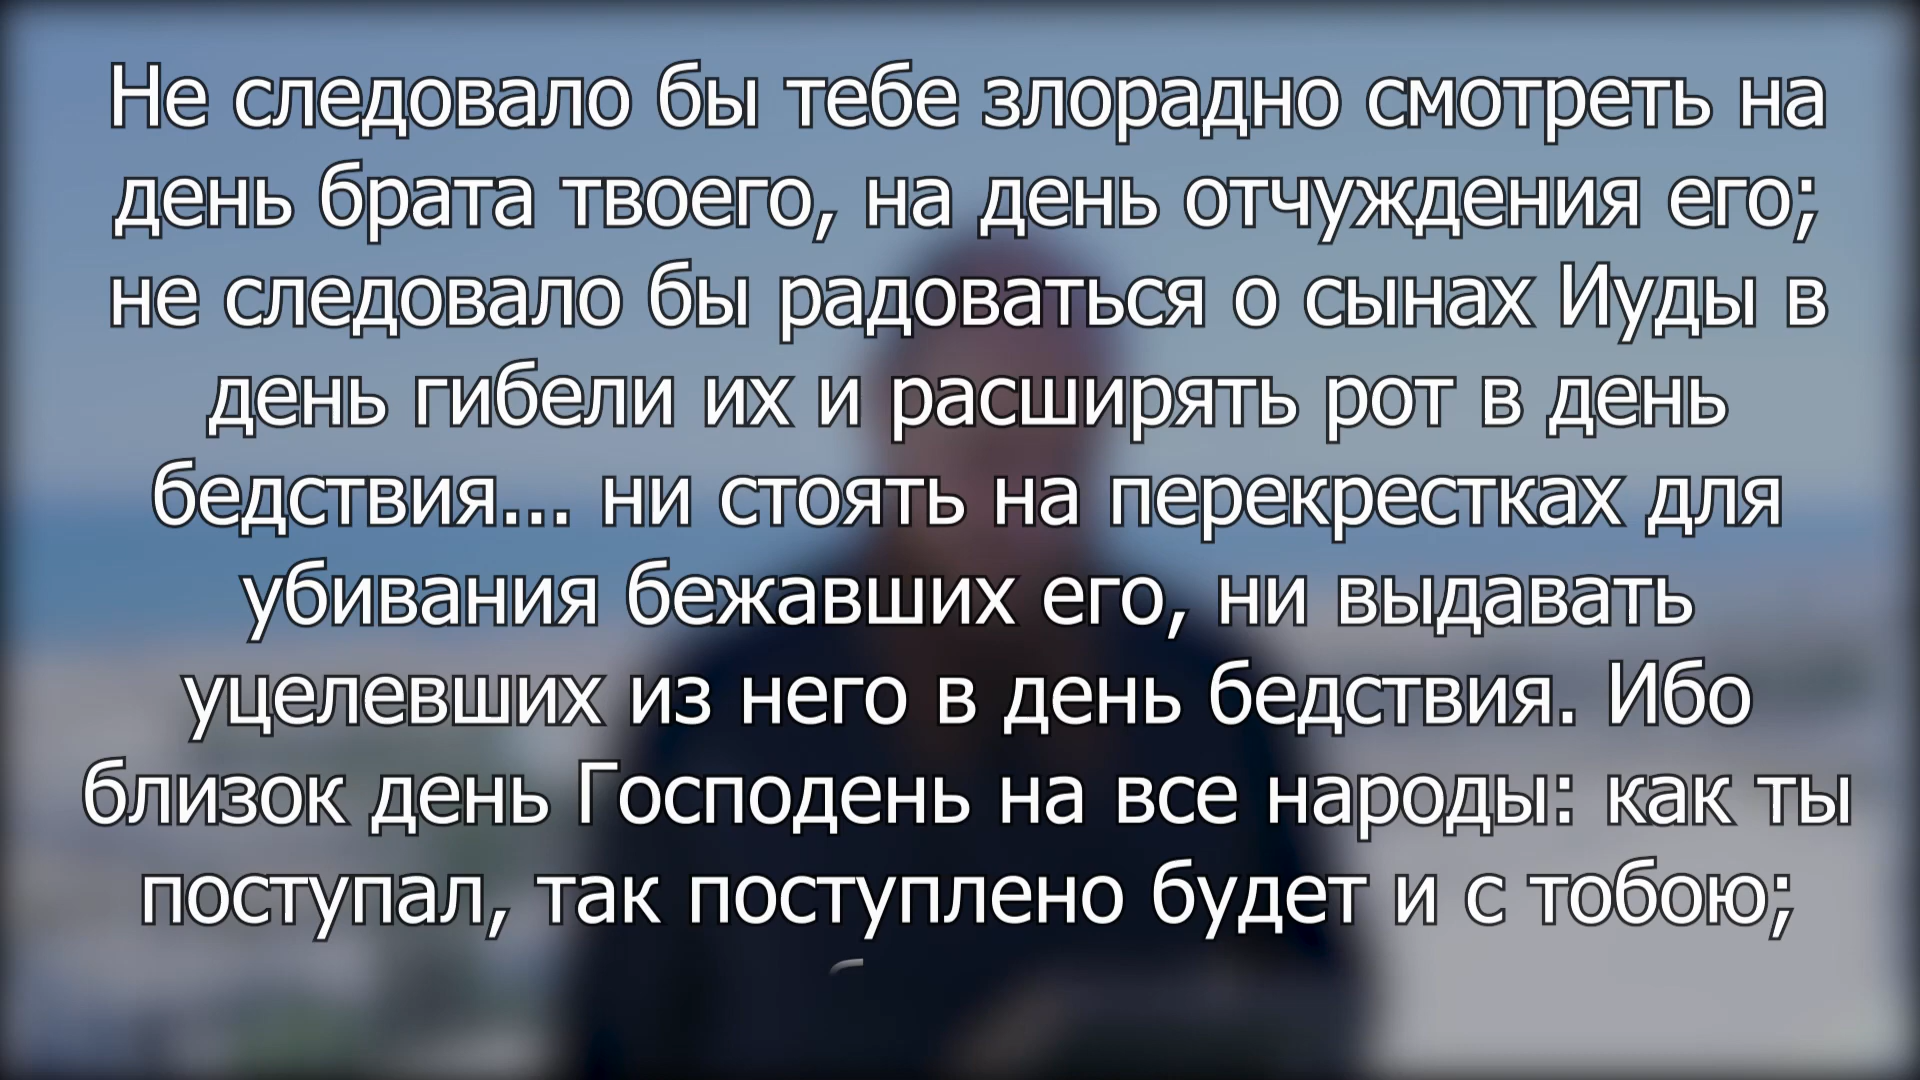 Не следовало бы тебе злорадно смотреть на
день брата твоего, на день отчуждения его;
не следовало бы радоваться о сынах Иуды в
день гибели их и расширять рот в день
бедствия... ни стоять на перекрестках для
убивания бежавших его, ни выдавать
уцелевших из него в день бедствия. Ибо
близок день Господень на все народы: как ты
поступал, так поступлено будет и с тобою;